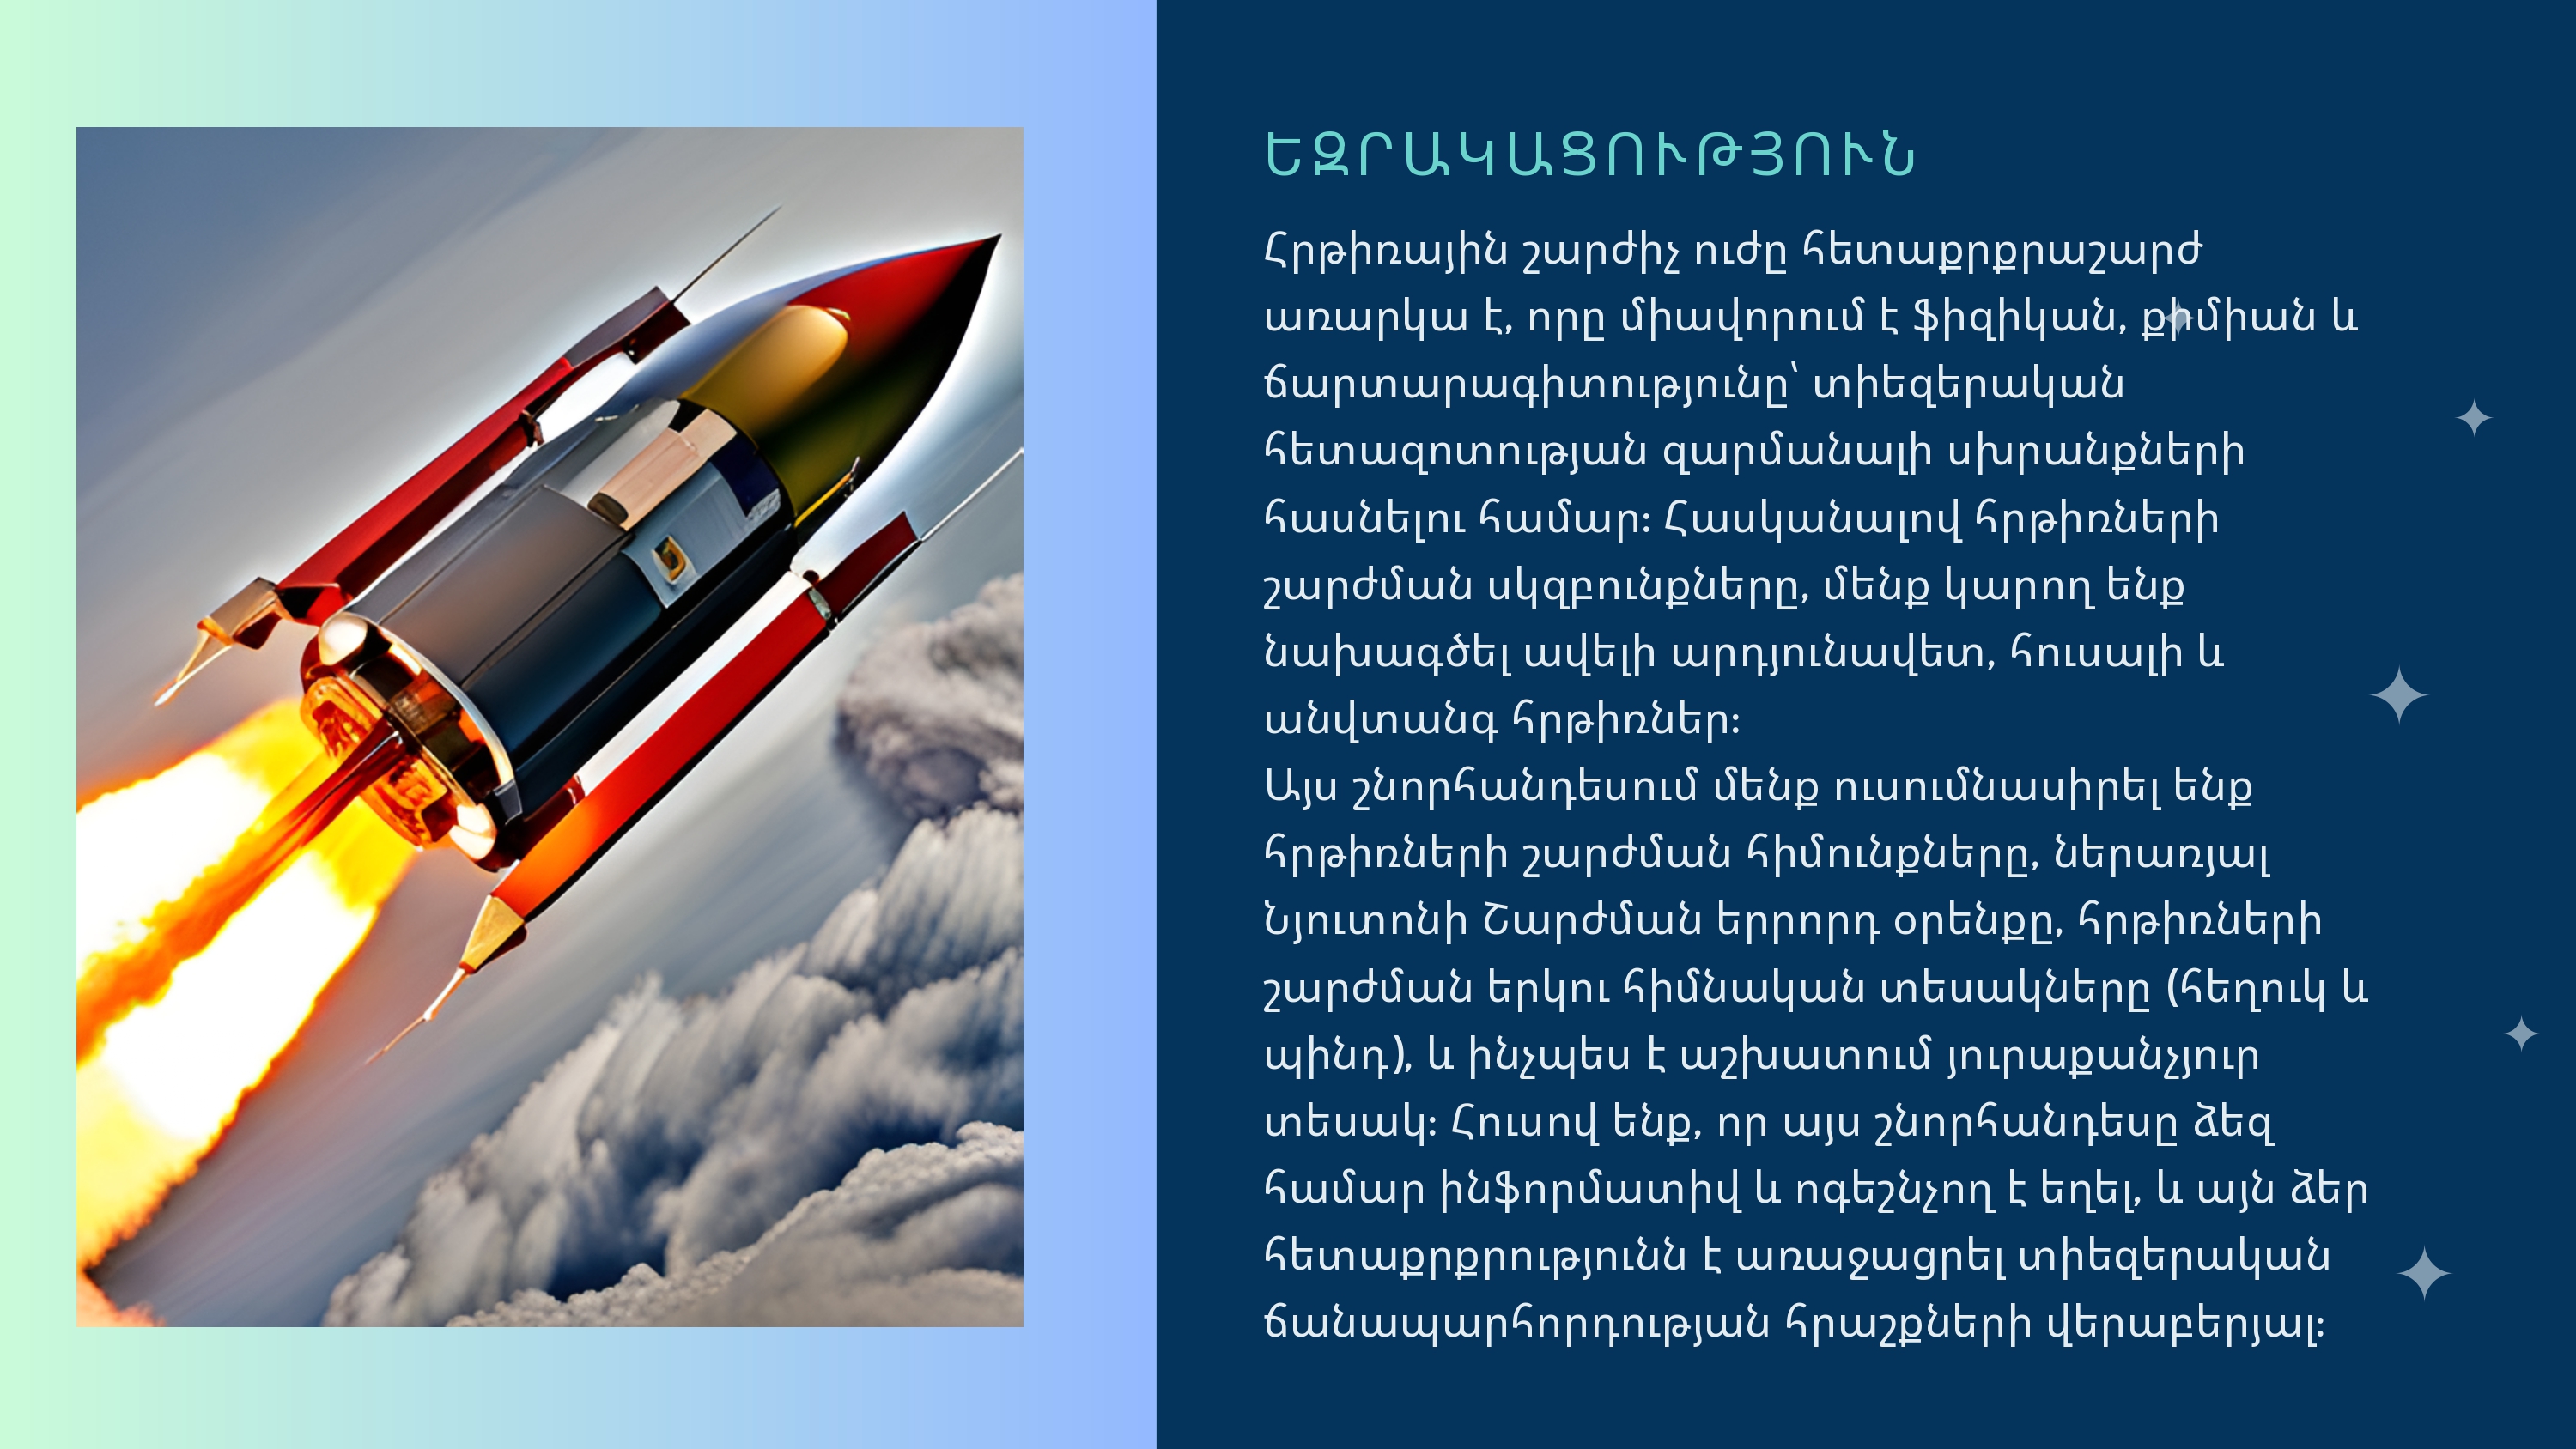 ԵԶՐԱԿԱՑՈՒԹՅՈՒՆ
Հրթիռային շարժիչ ուժը հետաքրքրաշարժ
առարկա է, որը միավորում է ֆիզիկան, քիմիան և
ճարտարագիտությունը՝ տիեզերական
հետազոտության զարմանալի սխրանքների
հասնելու համար: Հասկանալով հրթիռների
շարժման սկզբունքները, մենք կարող ենք
նախագծել ավելի արդյունավետ, հուսալի և
անվտանգ հրթիռներ:
Այս շնորհանդեսում մենք ուսումնասիրել ենք
հրթիռների շարժման հիմունքները, ներառյալ
Նյուտոնի Շարժման երրորդ օրենքը, հրթիռների
շարժման երկու հիմնական տեսակները (հեղուկ և
պինդ), և ինչպես է աշխատում յուրաքանչյուր
տեսակ: Հուսով ենք, որ այս շնորհանդեսը ձեզ
համար ինֆորմատիվ և ոգեշնչող է եղել, և այն ձեր
հետաքրքրությունն է առաջացրել տիեզերական
ճանապարհորդության հրաշքների վերաբերյալ: